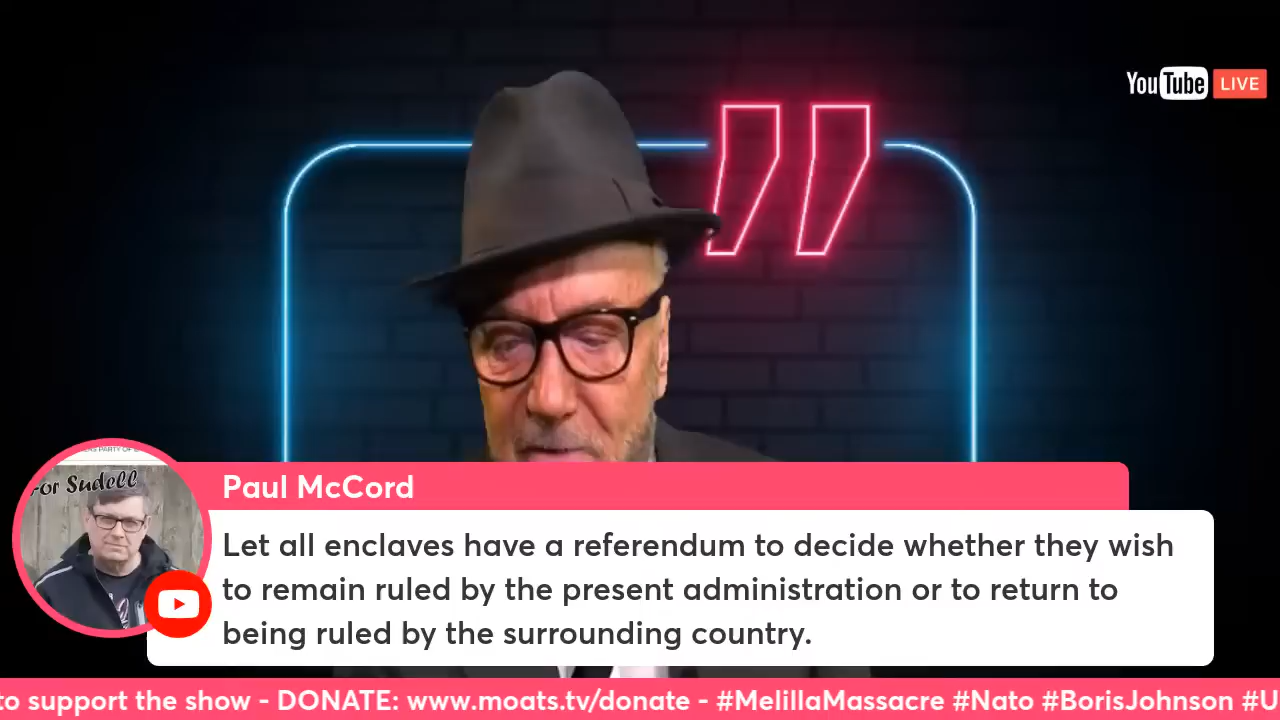 YouTube LIVE
For Sudell
Paul McCord
Let all enclaves have a referendum to decide whether they wish
to remain ruled by the present administration or to return to
being ruled by the surrounding country.
to support the show - DONATE: www.moats.tv/donate - #MelillaMassacre #Nato #BorisJohnson #U